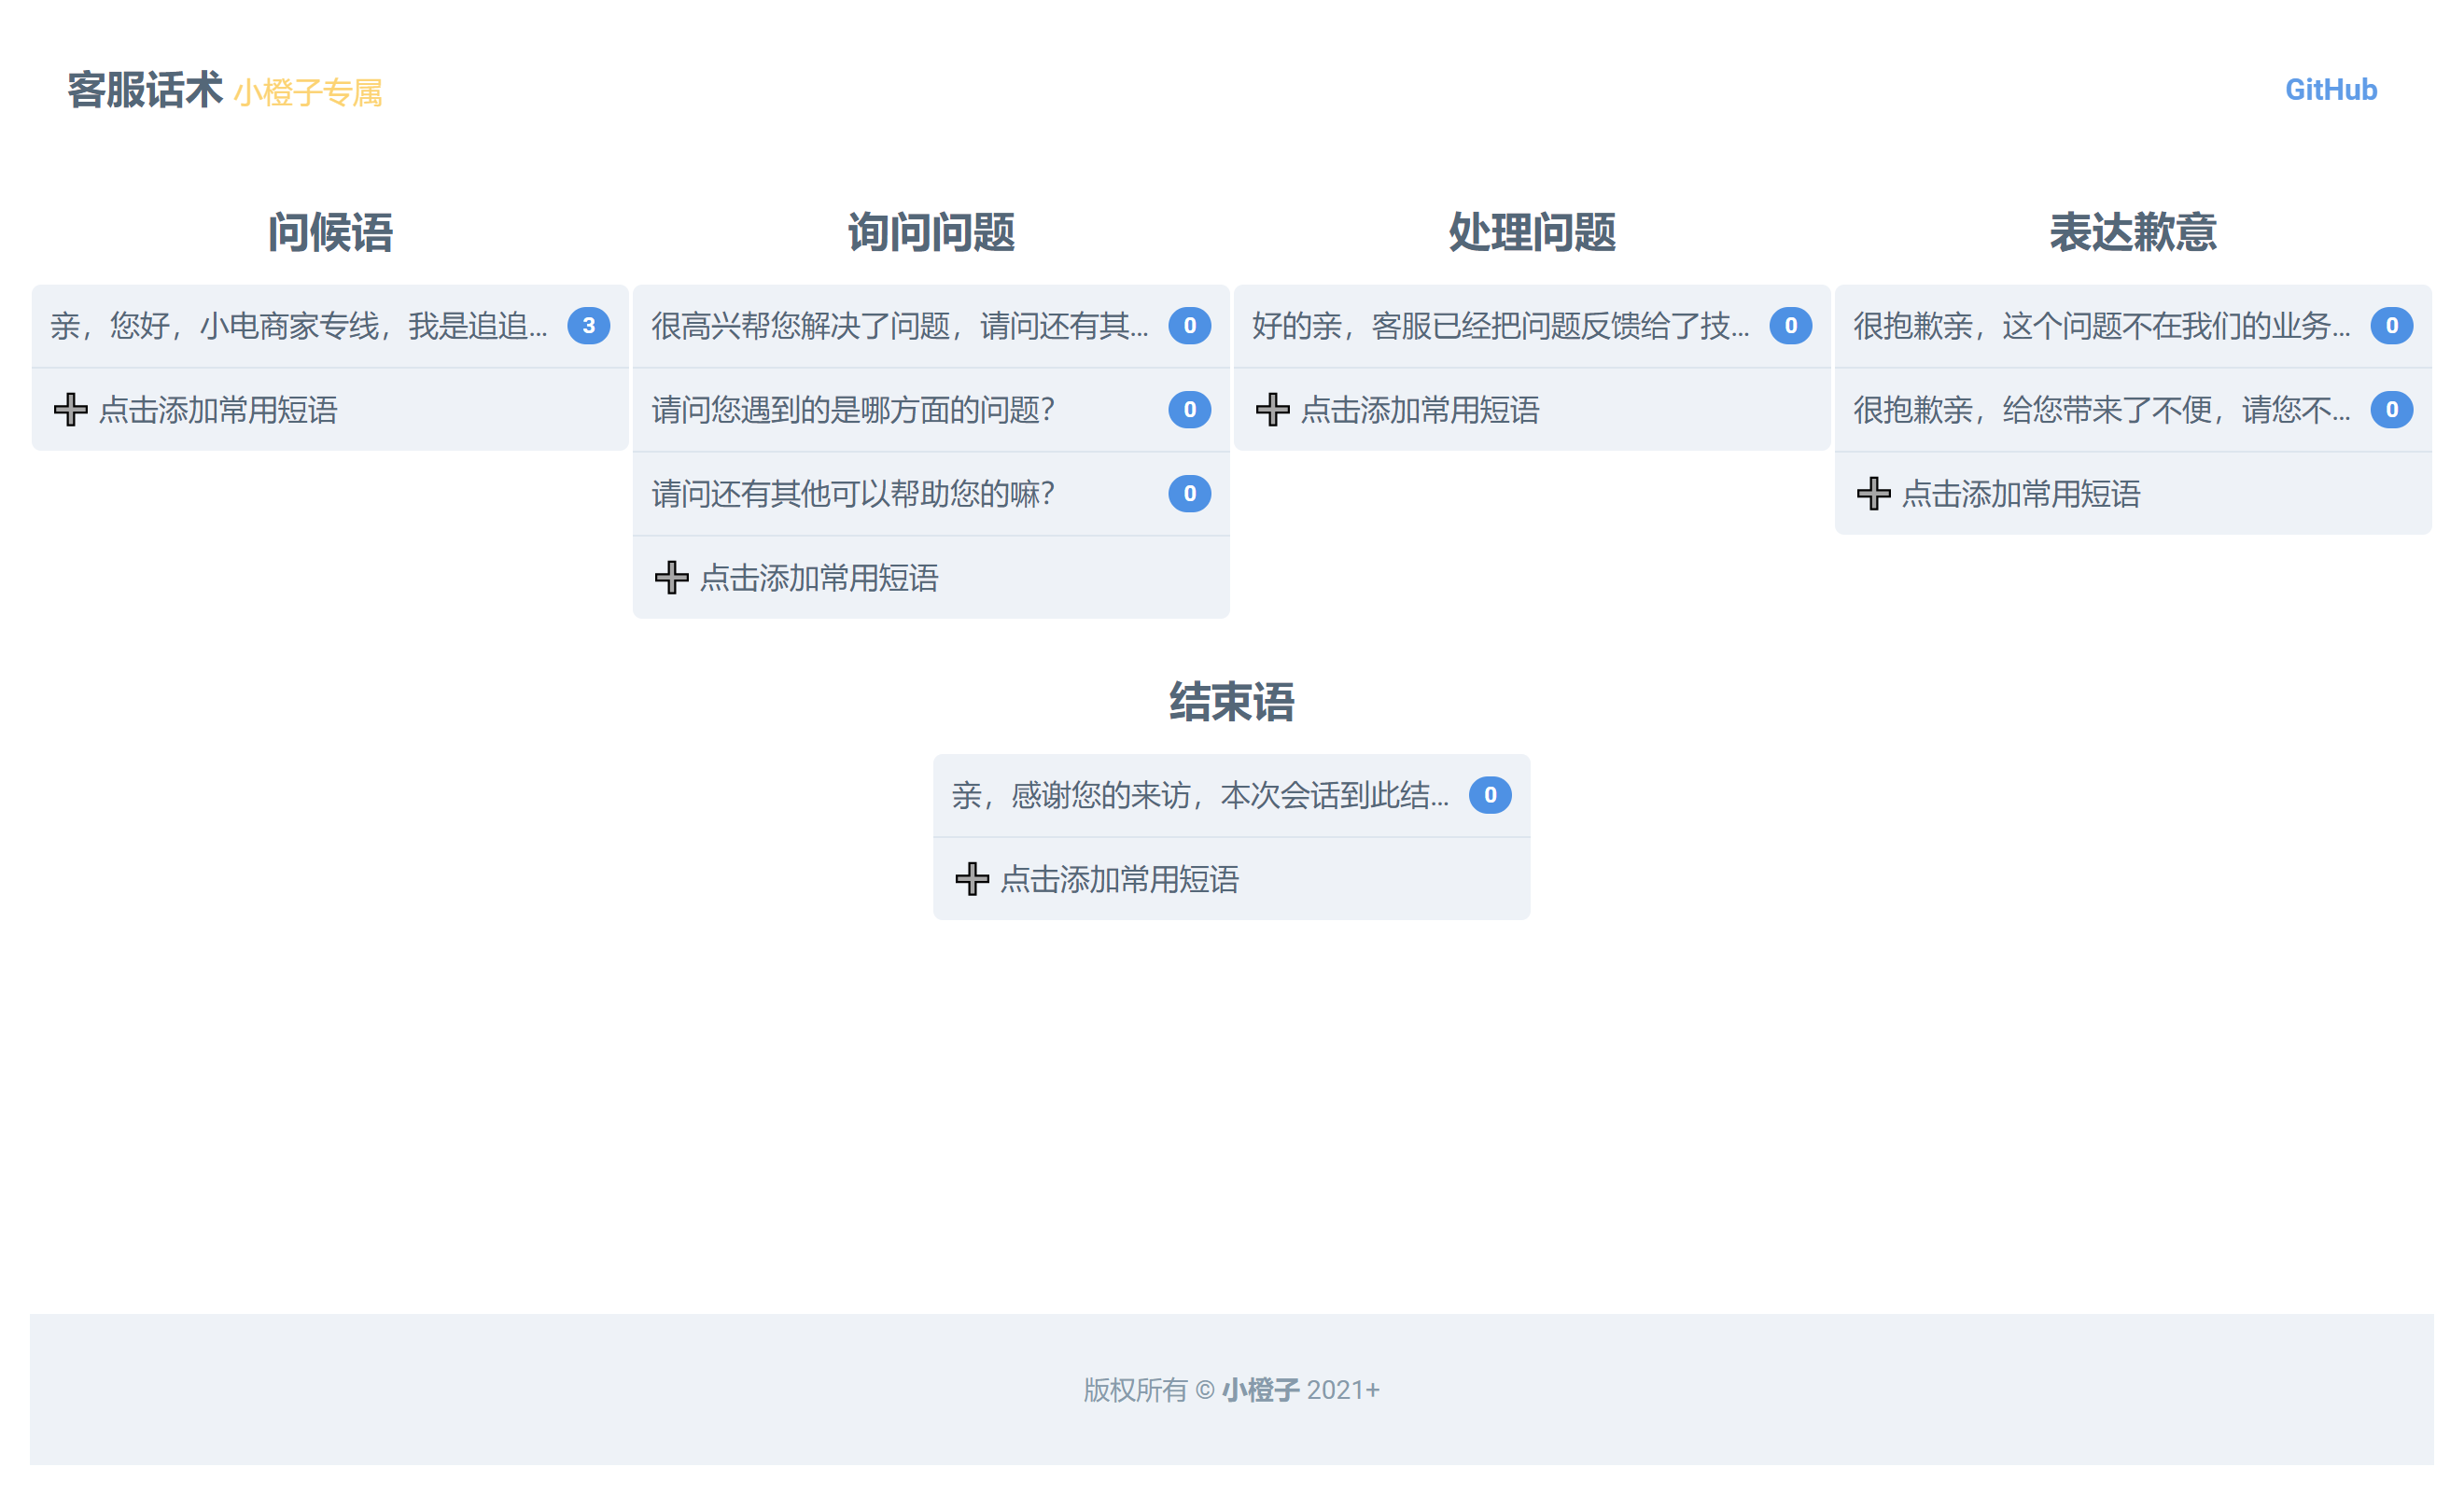 客服话术 小橙子专属
GitHub
问候语
亲，您好，小电商家专线，我是追追... 3
点击添加常用短语
询问问题
很高兴帮您解决了问题，请问还有其... 0
请问您遇到的是哪方面的问题？ 0
请问还有其他可以帮助您的嘛？ 0
点击添加常用短语
处理问题
好的亲，客服已经把问题反馈给了技... 0
点击添加常用短语
表达歉意
很抱歉亲，这个问题不在我们的业务... 0
很抱歉亲，给您带来了不便，请您不... 0
点击添加常用短语
结束语
亲，感谢您的来访，本次会话到此结... 0
点击添加常用短语
版权所有 © 小橙子 2021+